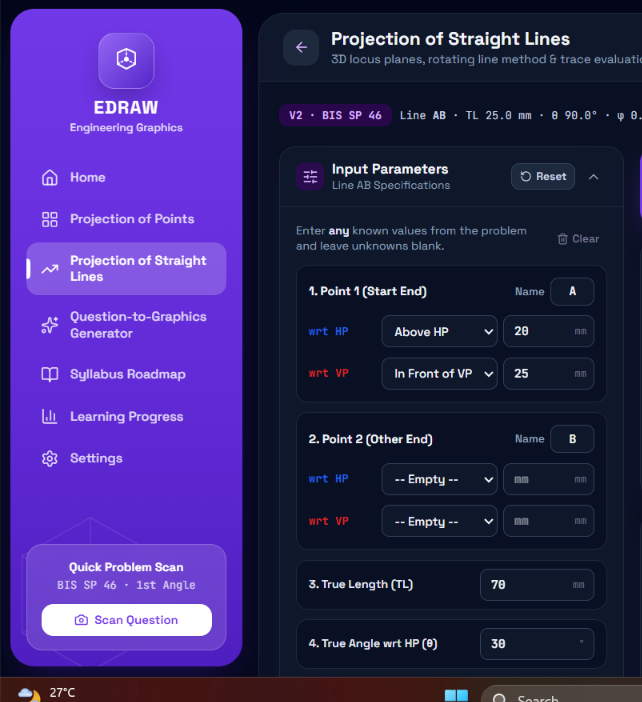 EDRAW
Engineering Graphics
Home
Projection of Points
Projection of Straight
Lines
Question-to-Graphics
Generator
Syllabus Roadmap
Learning Progress
Settings
Quick Problem Scan
BIS SP 46 · 1st Angle
Scan Question
Projection of Straight Lines
3D locus planes, rotating line method & trace
V2 · BIS SP 46 Line AB · TL 25.0 mm · θ 90.0° · φ 0.
Input Parameters
Line AB Specifications
Reset
Enter any known values from the problem
and leave unknowns blank.
Clear
1. Point 1 (Start End) Name A
wrt HP Above HP 20 mm
wrt VP In Front of VP 25 mm
2. Point 2 (Other End) Name B
wrt HP -- Empty -- mm mm
wrt VP -- Empty -- mm mm
3. True Length (TL) 70 mm
4. True Angle wrt HP (θ) 30 °
27°C
Search